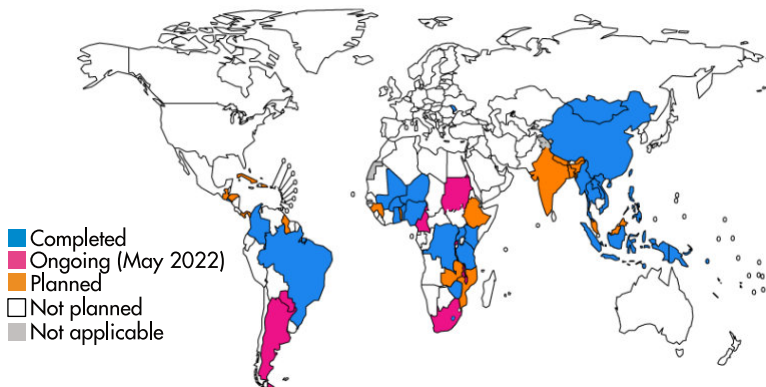 Completed
Ongoing (May 2022)
Planned
Not planned
Not applicable